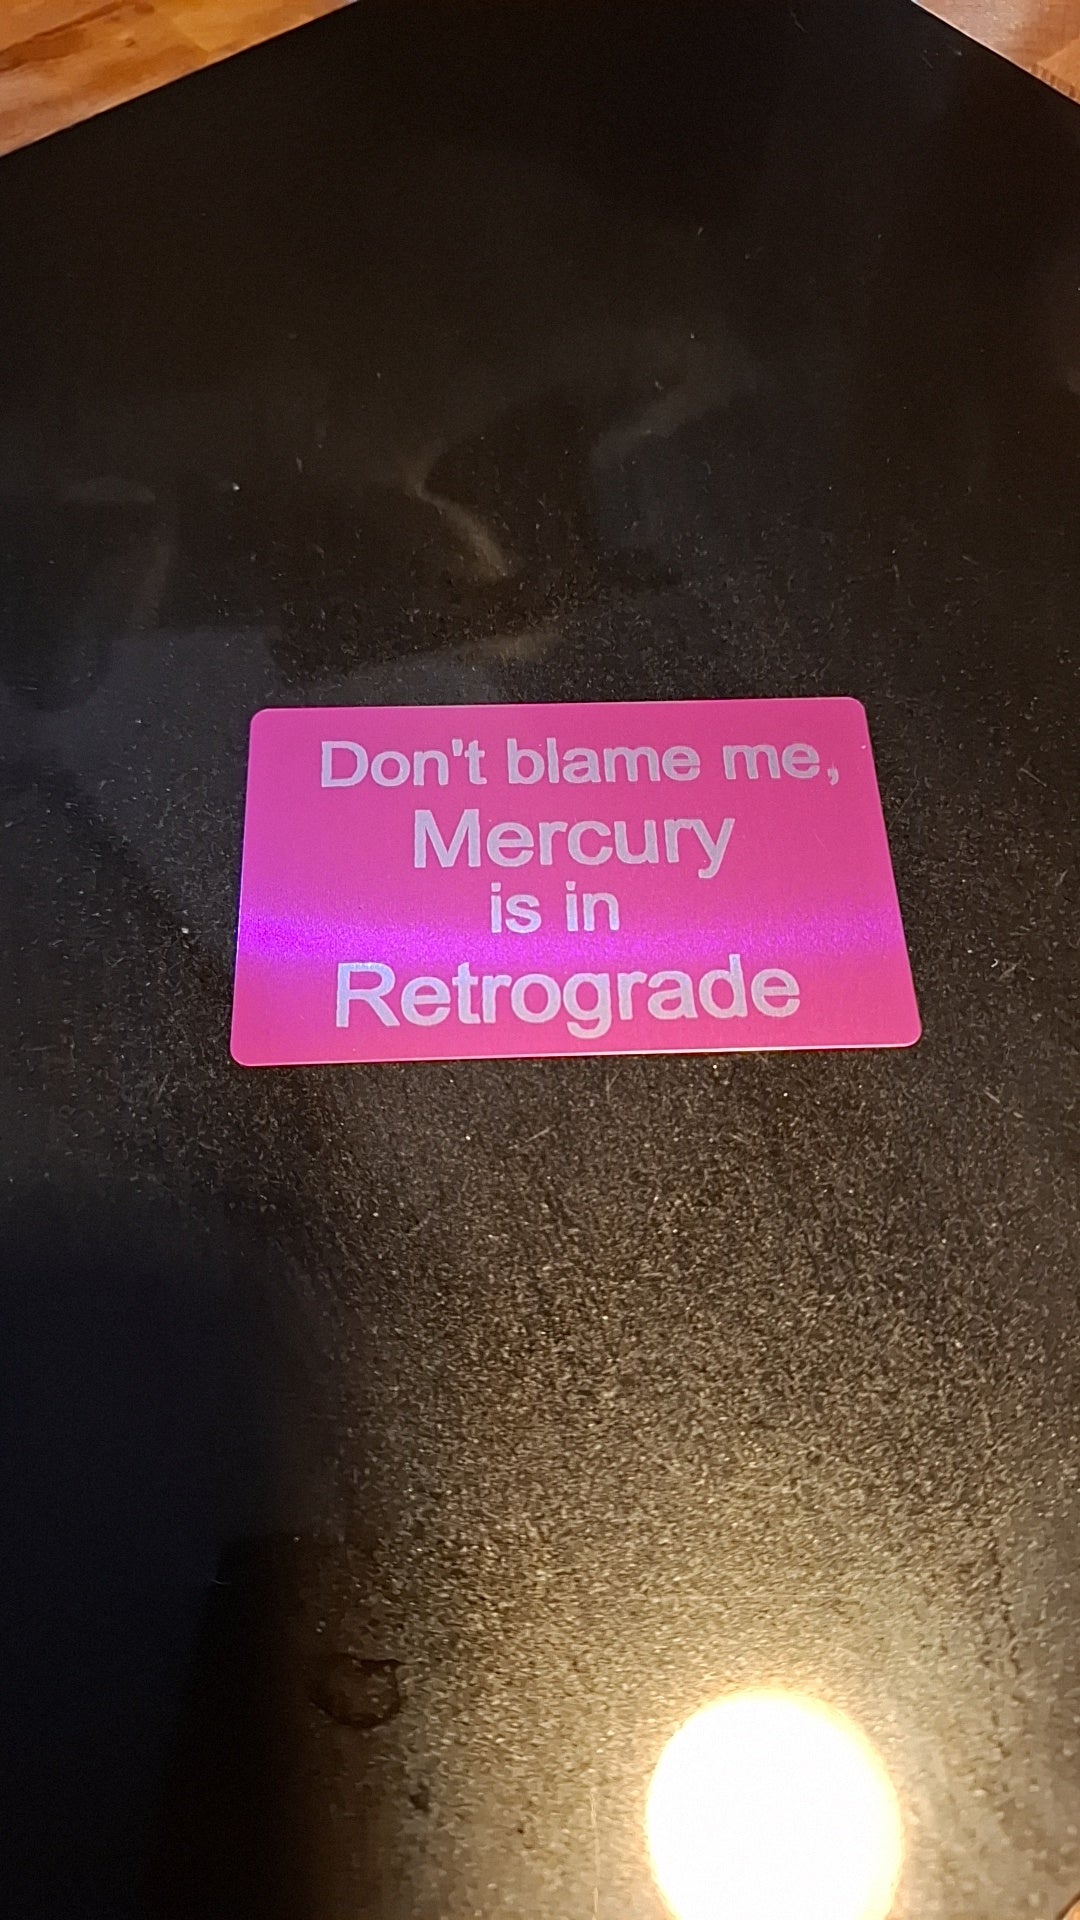 Don't blame me,
Mercury
is in
Retrograde